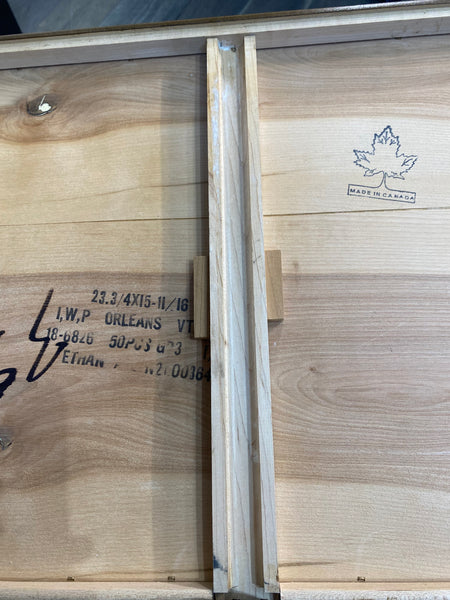 MADE IN CANADA
23.3/4X15-11/16
I,W,P ORLEANS VT
18-6826 50PCS
ETHAN